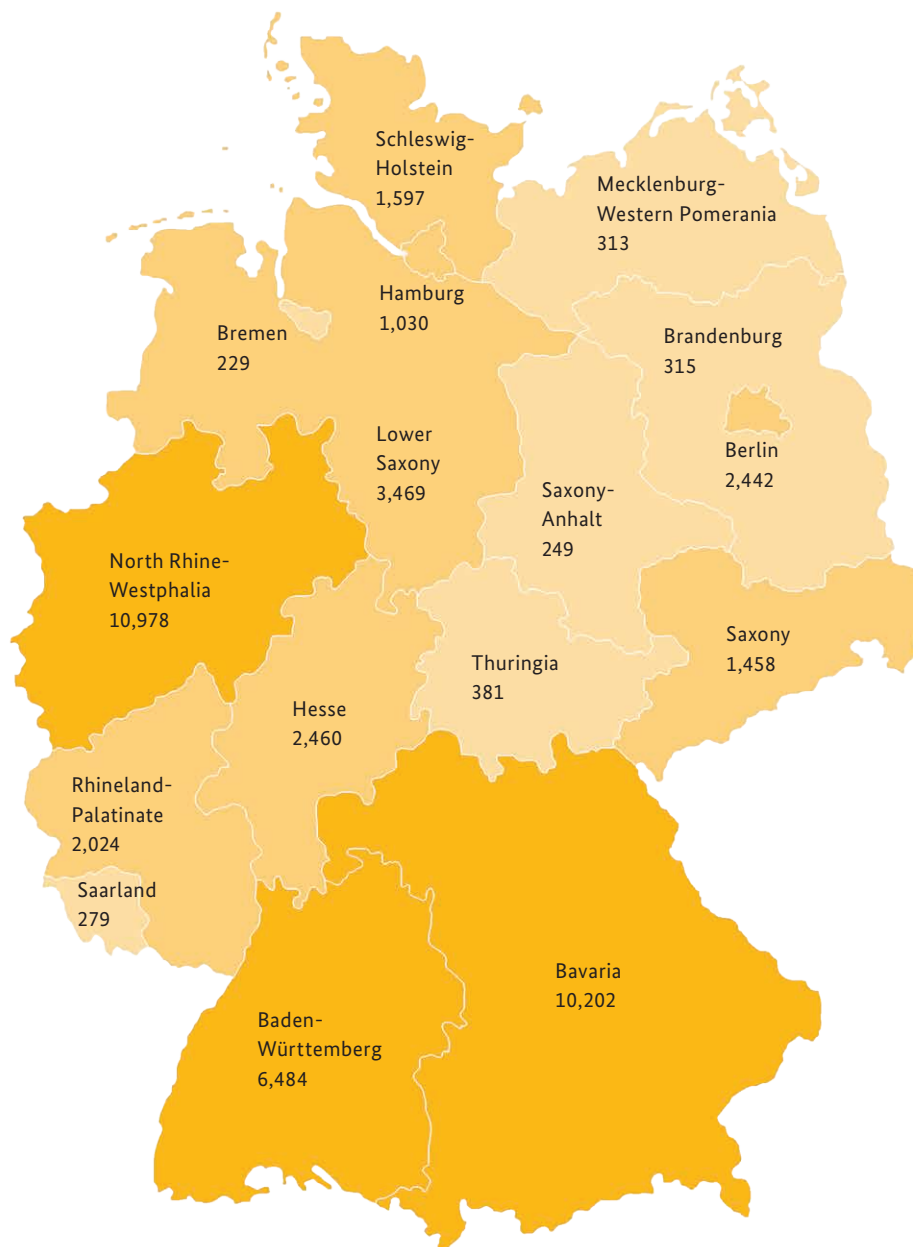 Schleswig-
Holstein
1,597
Mecklenburg-
Western Pomerania
313
Hamburg
1,030
Bremen
229
Brandenburg
315
Lower
Saxony
3,469
Berlin
2,442
Saxony-
Anhalt
249
North Rhine-
Westphalia
10,978
Saxony
1,458
Thuringia
381
Hesse
2,460
Rhineland-
Palatinate
2,024
Saarland
279
Bavaria
10,202
Baden-
Württemberg
6,484